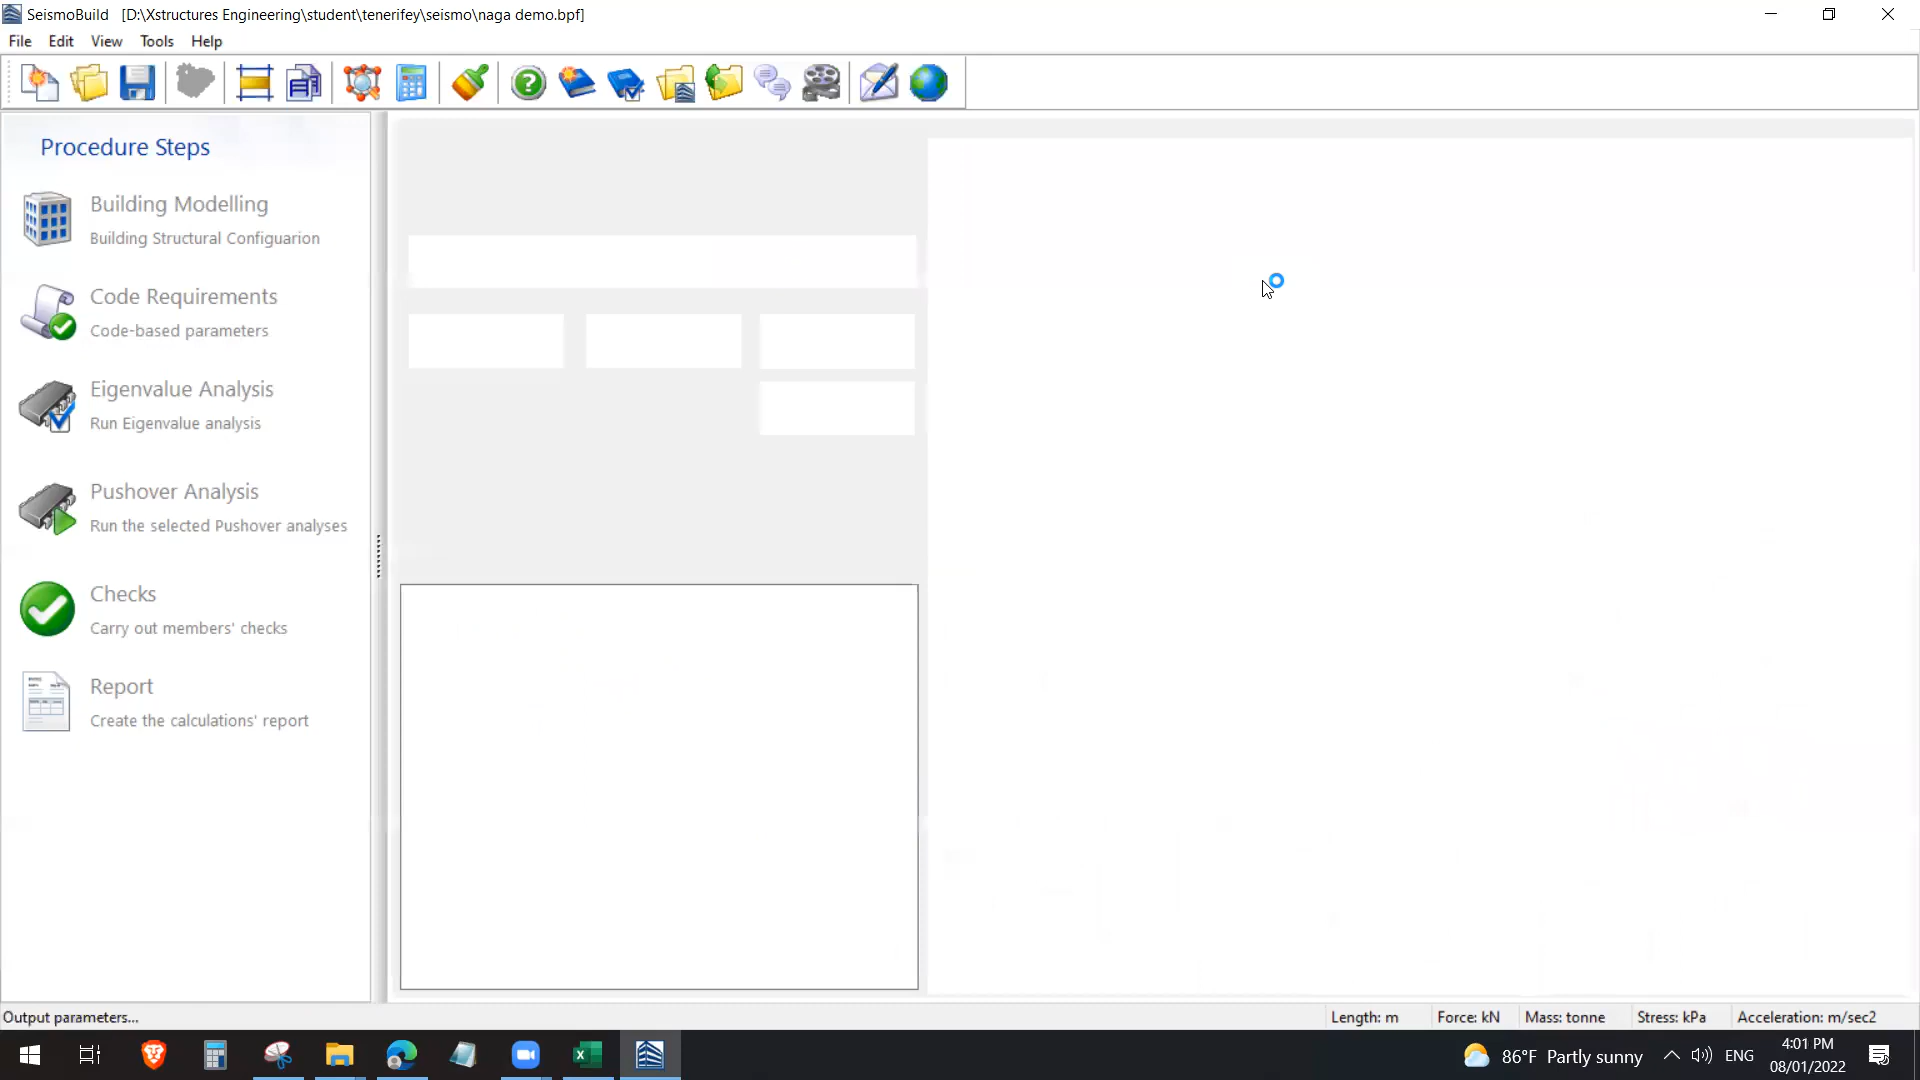 SeismoBuild [D:\Xstructures Engineering\student\tenerifey\seismo\naga demo.bpf]
File Edit View Tools Help
Procedure Steps
Building Modelling
Building Structural Configuarion
Code Requirements
Code-based parameters
Eigenvalue Analysis
Run Eigenvalue analysis
Pushover Analysis
Run the selected Pushover analyses
Checks
Carry out members' checks
Report
Create the calculations' report
Output parameters...
Length: m
Force: kN
Mass: tonne
Stress: kPa
Acceleration: m/sec2
86°F Partly sunny
ENG
4:01 PM
08/01/2022